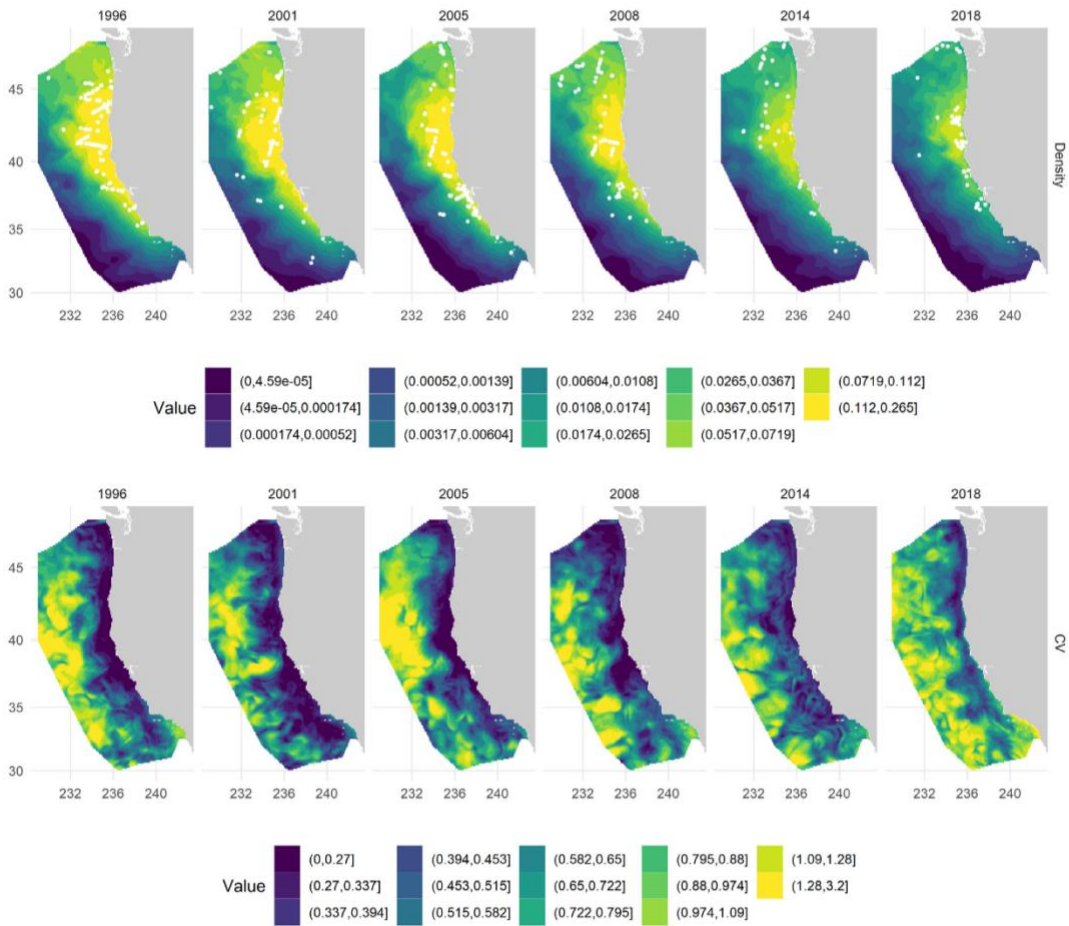 1996 2001 2005 2008 2014 2018
45
40
35
30
Density
232 236 240 232 236 240 232 236 240 232 236 240 232 236 240 232 236 240
Value
(0,4.59e-05] (0.00052,0.00139] (0.00604,0.0108] (0.0265,0.0367] (0.0719,0.112]
(4.59e-05,0.000174] (0.00139,0.00317] (0.0108,0.0174] (0.0367,0.0517] (0.112,0.265]
(0.000174,0.00052] (0.00317,0.00604] (0.0174,0.0265] (0.0517,0.0719]
1996 2001 2005 2008 2014 2018
45
40
35
30
CV
232 236 240 232 236 240 232 236 240 232 236 240 232 236 240 232 236 240
Value
(0,0.27] (0.394,0.453] (0.582,0.65] (0.795,0.88] (1.09,1.28]
(0.27,0.337] (0.453,0.515] (0.65,0.722] (0.88,0.974] (1.28,3.2]
(0.337,0.394] (0.515,0.582] (0.722,0.795] (0.974,1.09]